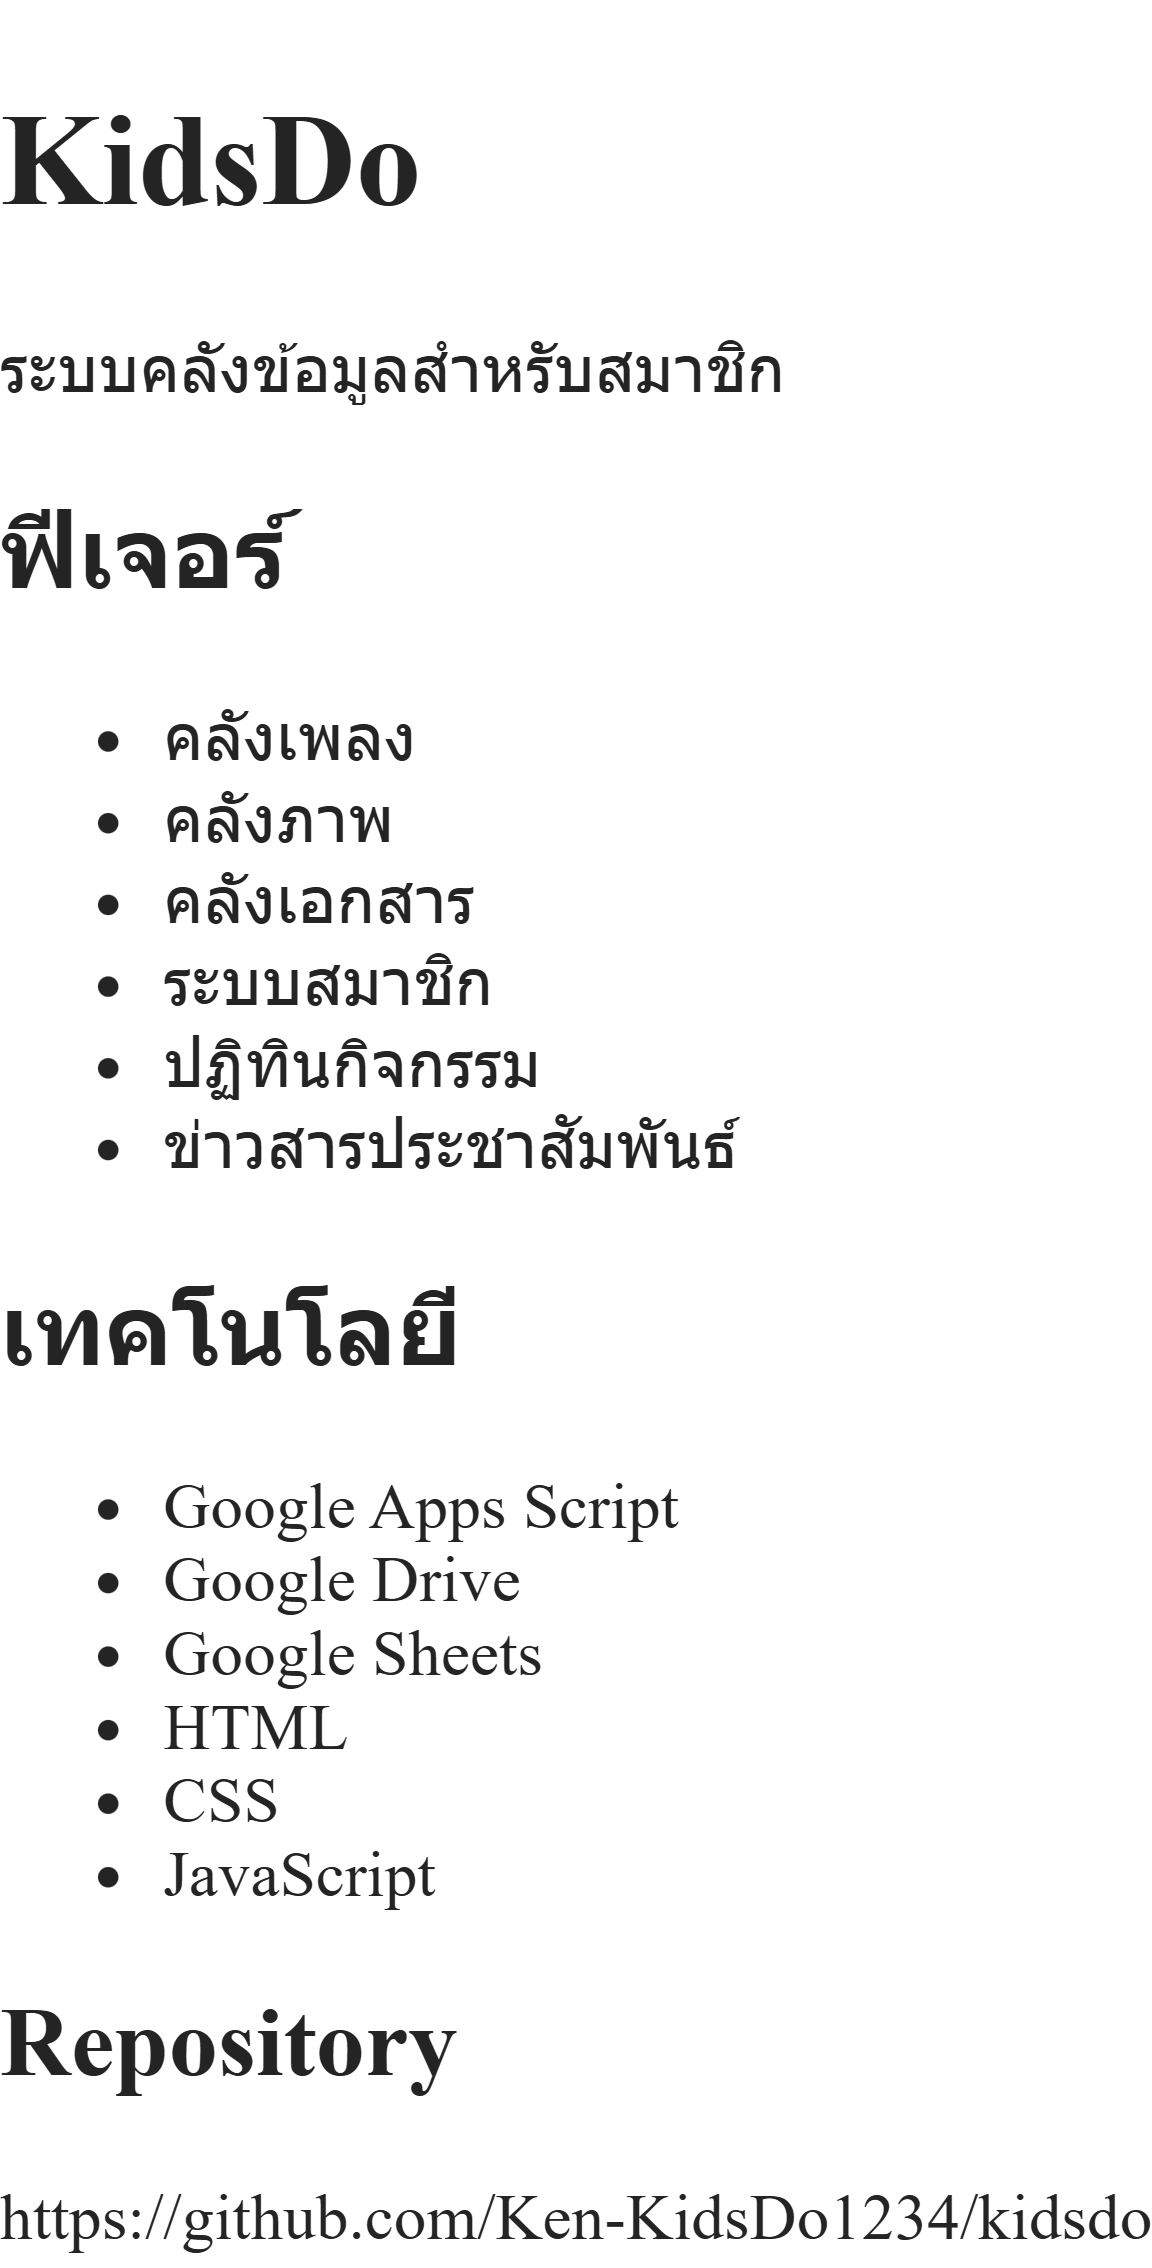 KidsDo
ระบบคลังข้อมูลสำหรับสมาชิก
ฟีเจอร์
• คลังเพลง
• คลังภาพ
• คลังเอกสาร
• ระบบสมาชิก
• ปฏิทินกิจกรรม
• ข่าวสารประชาสัมพันธ์
เทคโนโลยี
• Google Apps Script
• Google Drive
• Google Sheets
• HTML
• CSS
• JavaScript
Repository
https://github.com/Ken-KidsDo1234/kidsdo